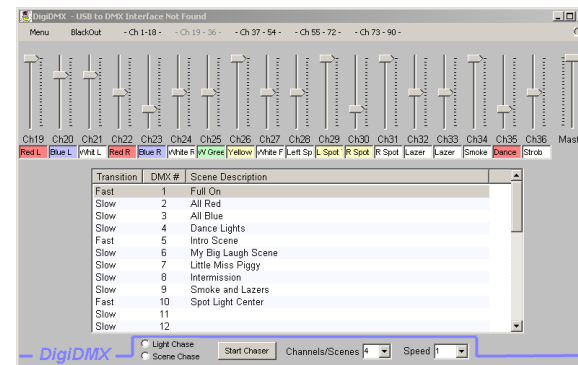 DigiDMX - USB to DMX Interface Not Found
Menu BlackOut - Ch 1-18 - - Ch 19 - 36 - - Ch 37 - 54 - - Ch 55 - 72 - - Ch 73 - 90 -
Ch19 Ch20 Ch21 Ch22 Ch23 Ch24 Ch25 Ch26 Ch27 Ch28 Ch29 Ch30 Ch31 Ch32 Ch33 Ch34 Ch35 Ch36 Mast
Red L Blue L Whit L Red R Blue R White R W Gree Yellow White F Left Sp L Spot R Spot R Spot Lazer Lazer Smoke Dance Strob
Transition DMX # Scene Description
Fast 1 Full On
Slow 2 All Red
Slow 3 All Blue
Slow 4 Dance Lights
Fast 5 Intro Scene
Slow 6 My Big Laugh Scene
Slow 7 Little Miss Piggy
Slow 8 Intermission
Slow 9 Smoke and Lazers
Fast 10 Spot Light Center
Slow 11
Slow 12
DigiDMX
Light Chase
Scene Chase
Start Chaser Channels/Scenes 4 Speed 1